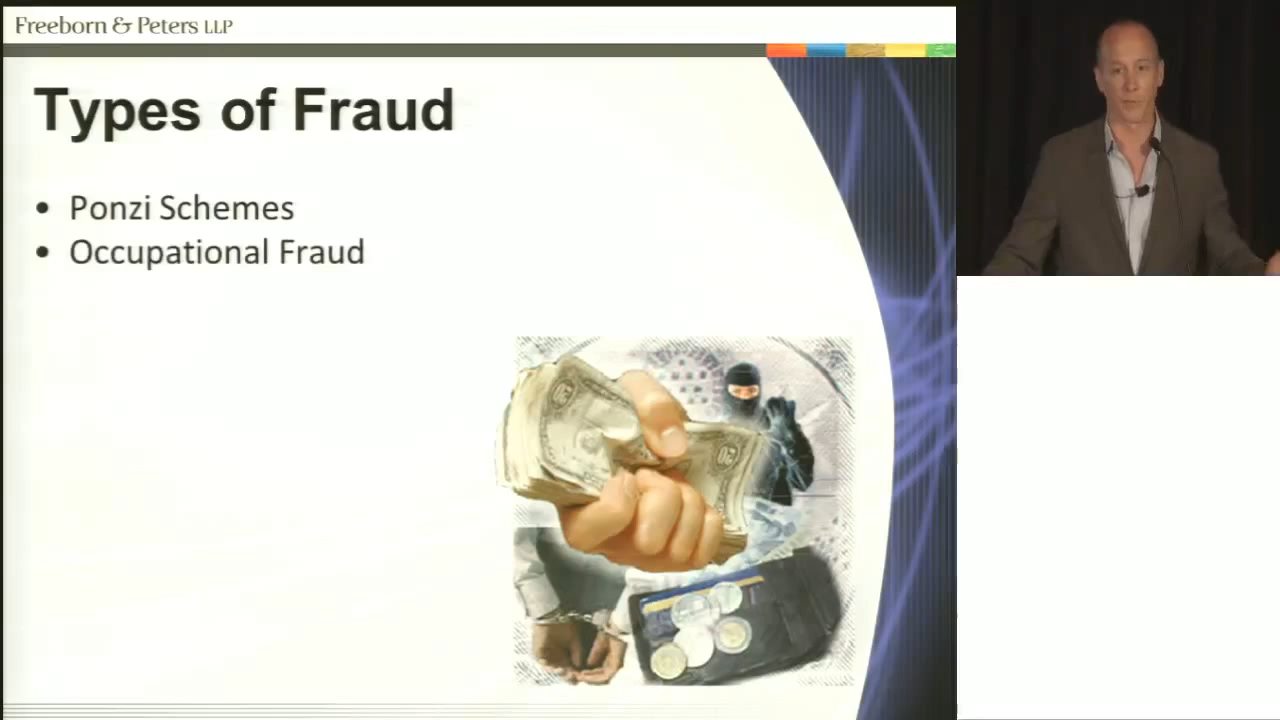 Freeborn & Peters LLP
Types of Fraud
• Ponzi Schemes
• Occupational Fraud